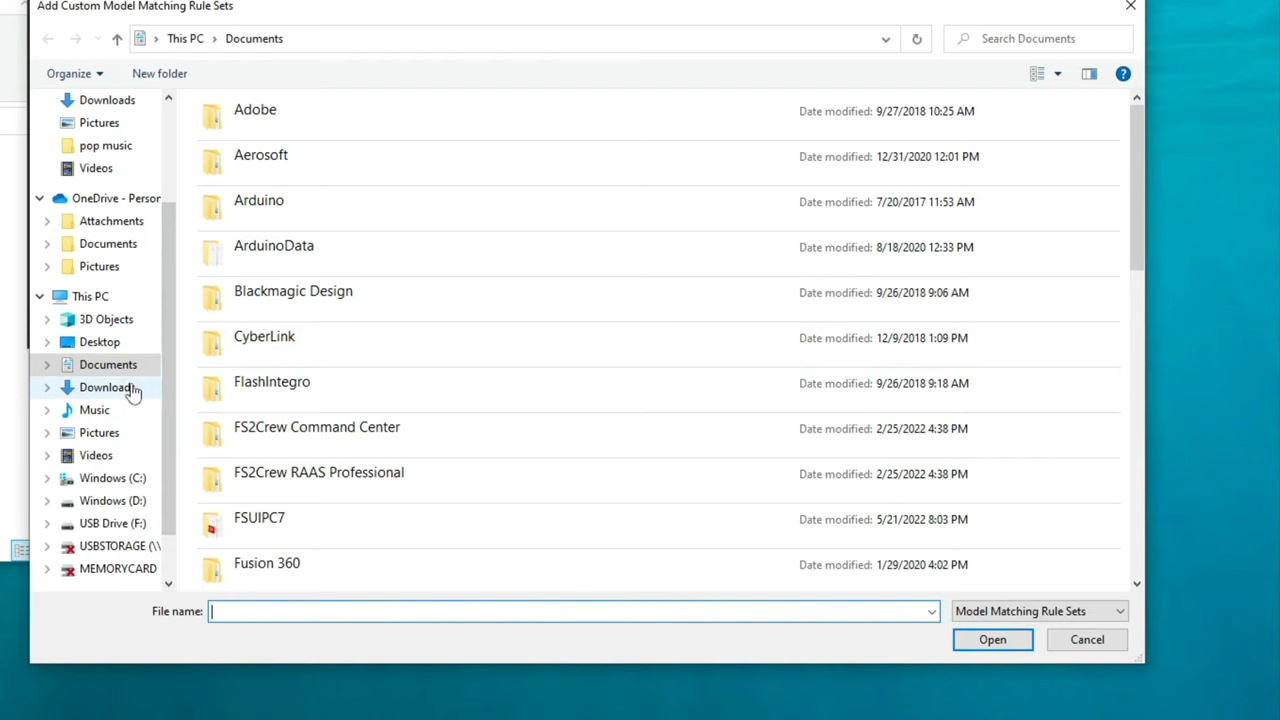 Add Custom Model Matching Rule Sets
This PC > Documents
Search Documents
Organize
New folder
Downloads
Pictures
pop music
Videos
OneDrive - Person
Attachments
Documents
Pictures
This PC
3D Objects
Desktop
Documents
Downloads
Music
Pictures
Videos
Windows (C:)
Windows (D:)
USB Drive (F:)
USBSTORAGE (\\
MEMORYCARD
Adobe Date modified: 9/27/2018 10:25 AM
Aerosoft Date modified: 12/31/2020 12:01 PM
Arduino Date modified: 7/20/2017 11:53 AM
ArduinoData Date modified: 8/18/2020 12:33 PM
Blackmagic Design Date modified: 9/26/2018 9:06 AM
CyberLink Date modified: 12/9/2018 1:09 PM
FlashIntegro Date modified: 9/26/2018 9:18 AM
FS2Crew Command Center Date modified: 2/25/2022 4:38 PM
FS2Crew RAAS Professional Date modified: 2/25/2022 4:38 PM
FSUIPC7 Date modified: 5/21/2022 8:03 PM
Fusion 360 Date modified: 1/29/2020 4:02 PM
File name:
Model Matching Rule Sets
Open
Cancel